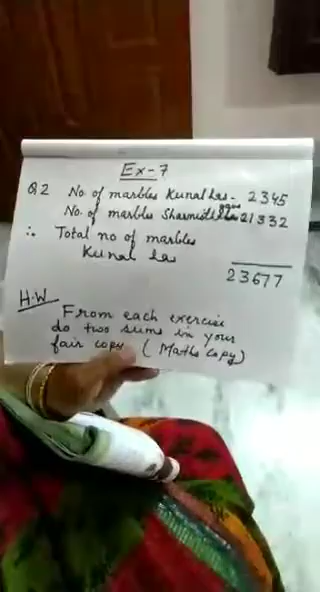 Ex-7
Q2 No. of marbles Kunal has - 2345
No. of marbles Sharmistha gave 21332
∴ Total no of marbles
Kunal has
23677
H.W
From each exercise
do two sums in your
fair copy (Maths Copy)